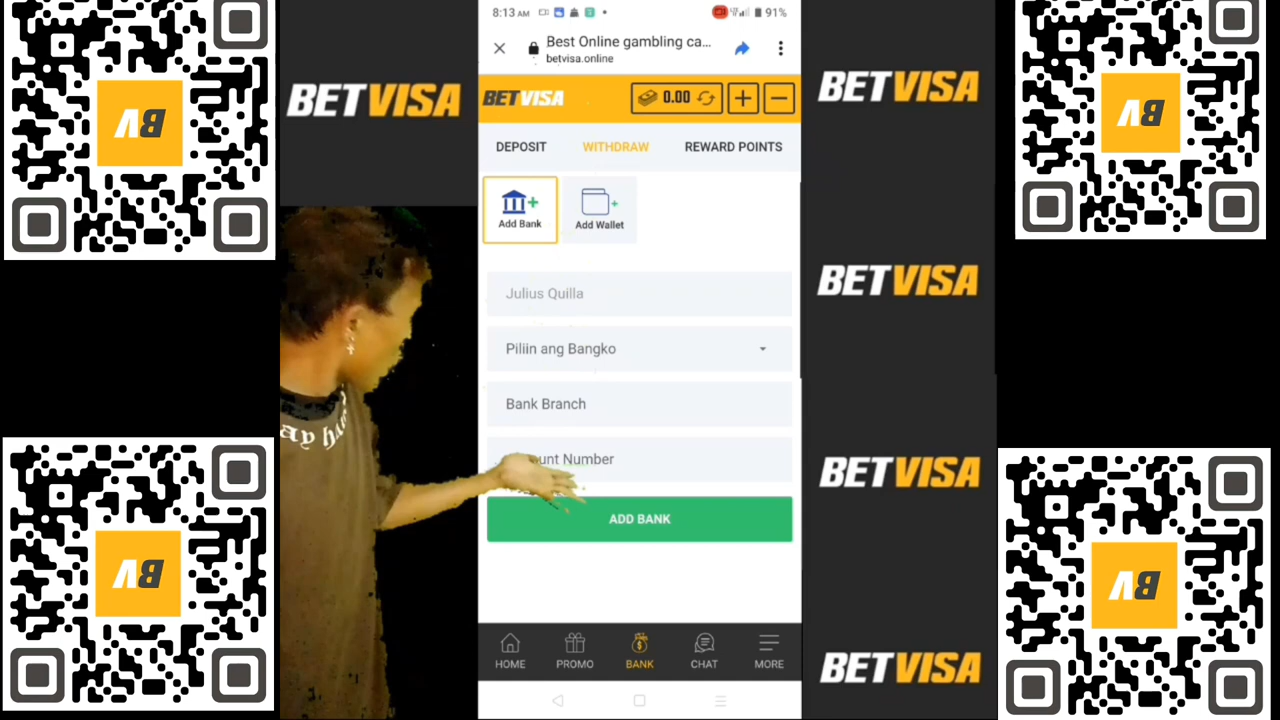 8:13 AM
91%
Best Online gambling ca...
betvisa.online
BETVISA
BETVISA
0.00
BETVISA
DEPOSIT
WITHDRAW
REWARD POINTS
Add Bank
Add Wallet
Julius Quilla
BETVISA
Piliin ang Bangko
Bank Branch
unt Number
BETVISA
ADD BANK
HOME
PROMO
BANK
CHAT
MORE
BETVISA